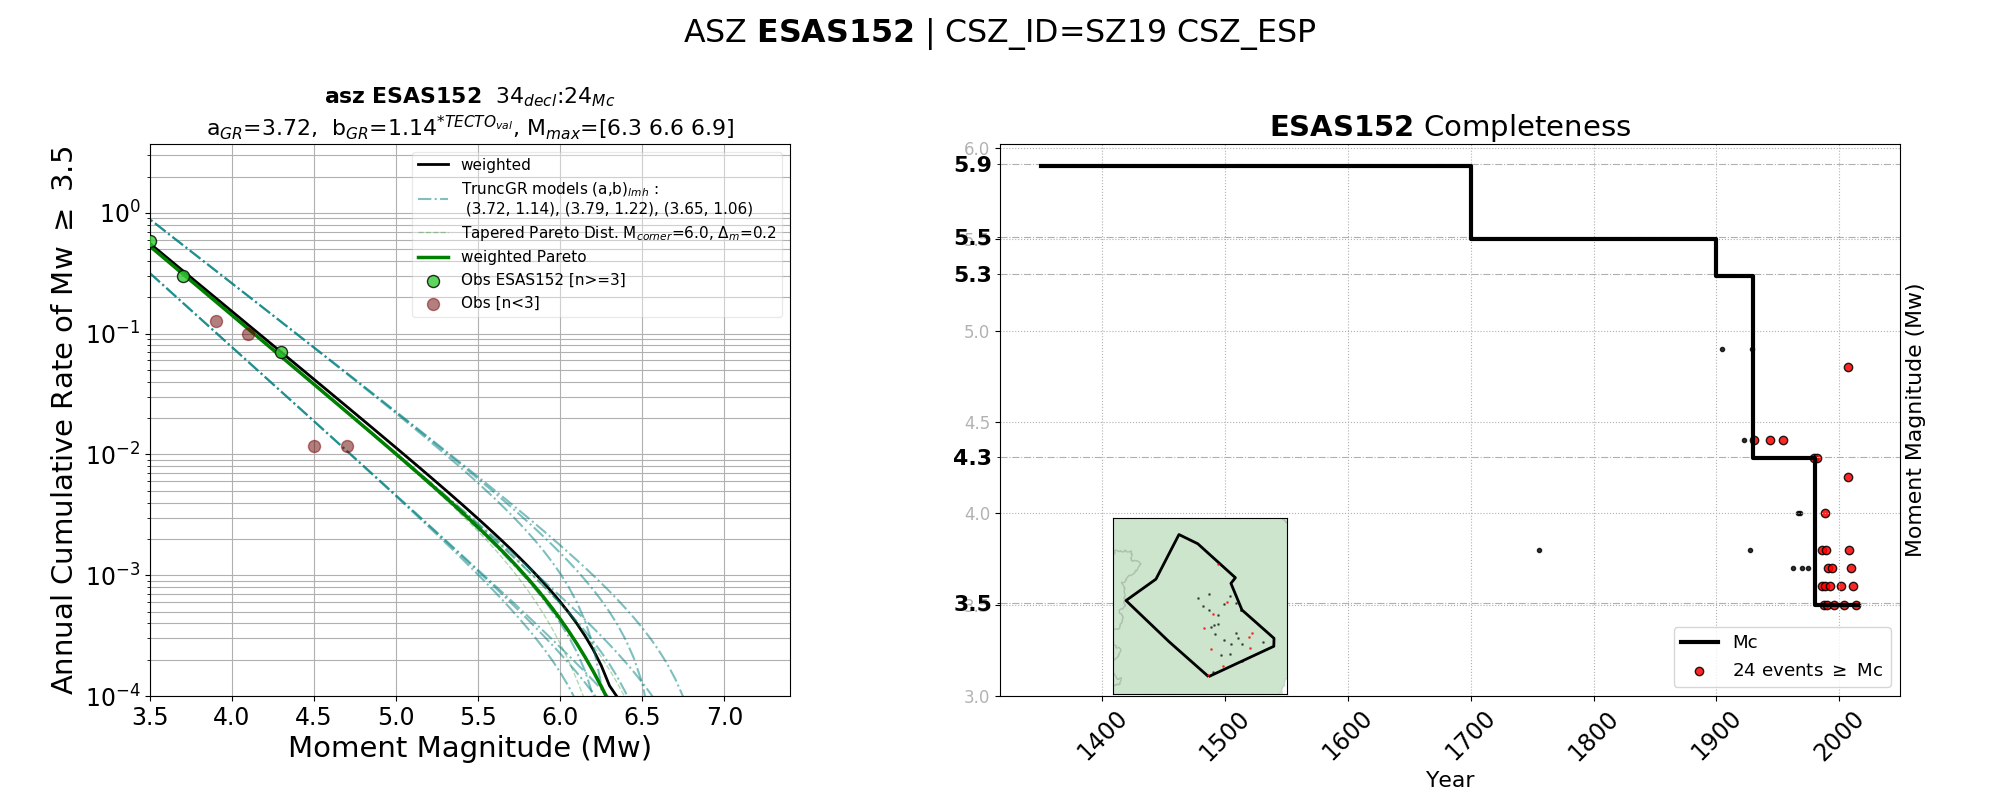 ASZ ESAS152 | CSZ_ID=SZ19 CSZ_ESP
asz ESAS152 34decl:24Mc
aGR=3.72, bGR=1.14*TECTOval, Mmax=[6.3 6.6 6.9]
Annual Cumulative Rate of Mw ≥ 3.5
10^0
10^-1
10^-2
10^-3
10^-4
weighted
TruncGR models (a,b)lmh :
(3.72, 1.14), (3.79, 1.22), (3.65, 1.06)
Tapered Pareto Dist. Mcorner=6.0, Δm=0.2
weighted Pareto
Obs ESAS152 [n>=3]
Obs [n<3]
3.5 4.0 4.5 5.0 5.5 6.0 6.5 7.0
Moment Magnitude (Mw)
ESAS152 Completeness
6.0
5.9
5.5
5.3
5.0
4.5
4.3
4.0
3.5
3.0
Moment Magnitude (Mw)
Mc
24 events ≥ Mc
1400 1500 1600 1700 1800 1900 2000
Year